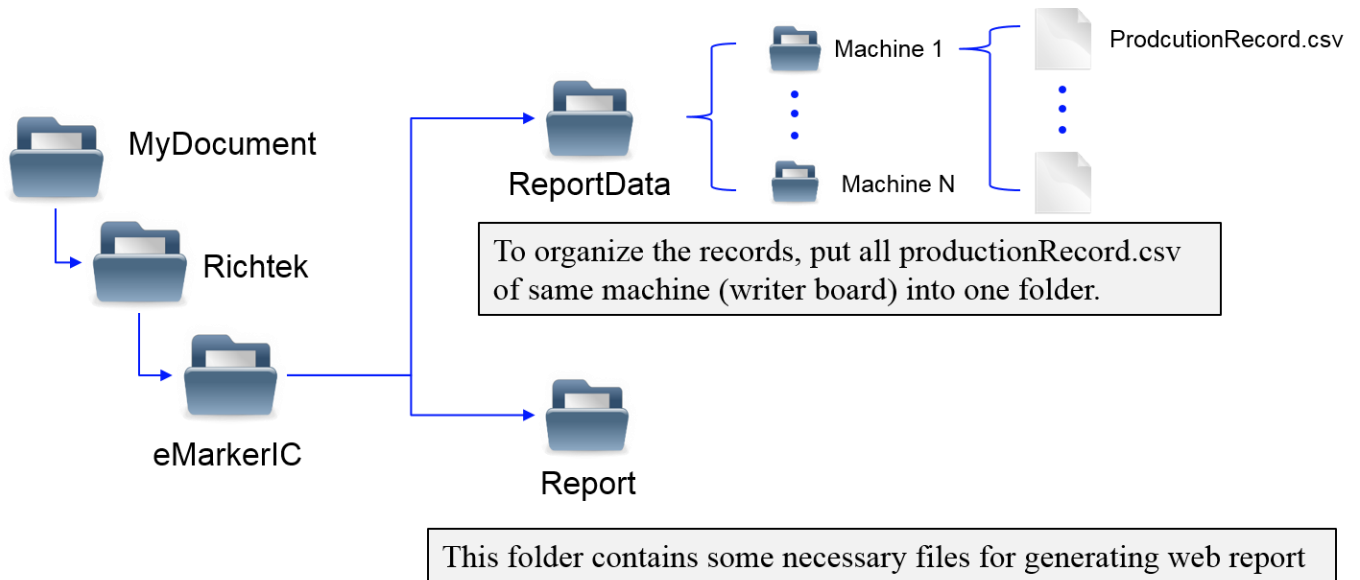 MyDocument
Richtek
eMarkerIC
ReportData
Machine 1
Machine N
ProdcutionRecord.csv
To organize the records, put all productionRecord.csv
of same machine (writer board) into one folder.
Report
This folder contains some necessary files for generating web report